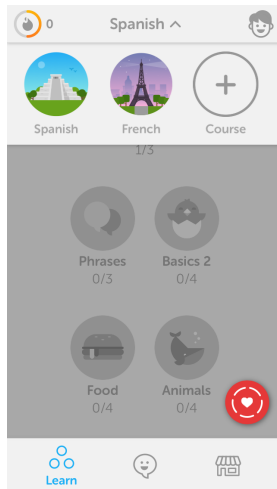 0 Spanish
Spanish French Course
1/3
Phrases Basics 2
0/3 0/4
Food Animals
0/4 0/4
Learn